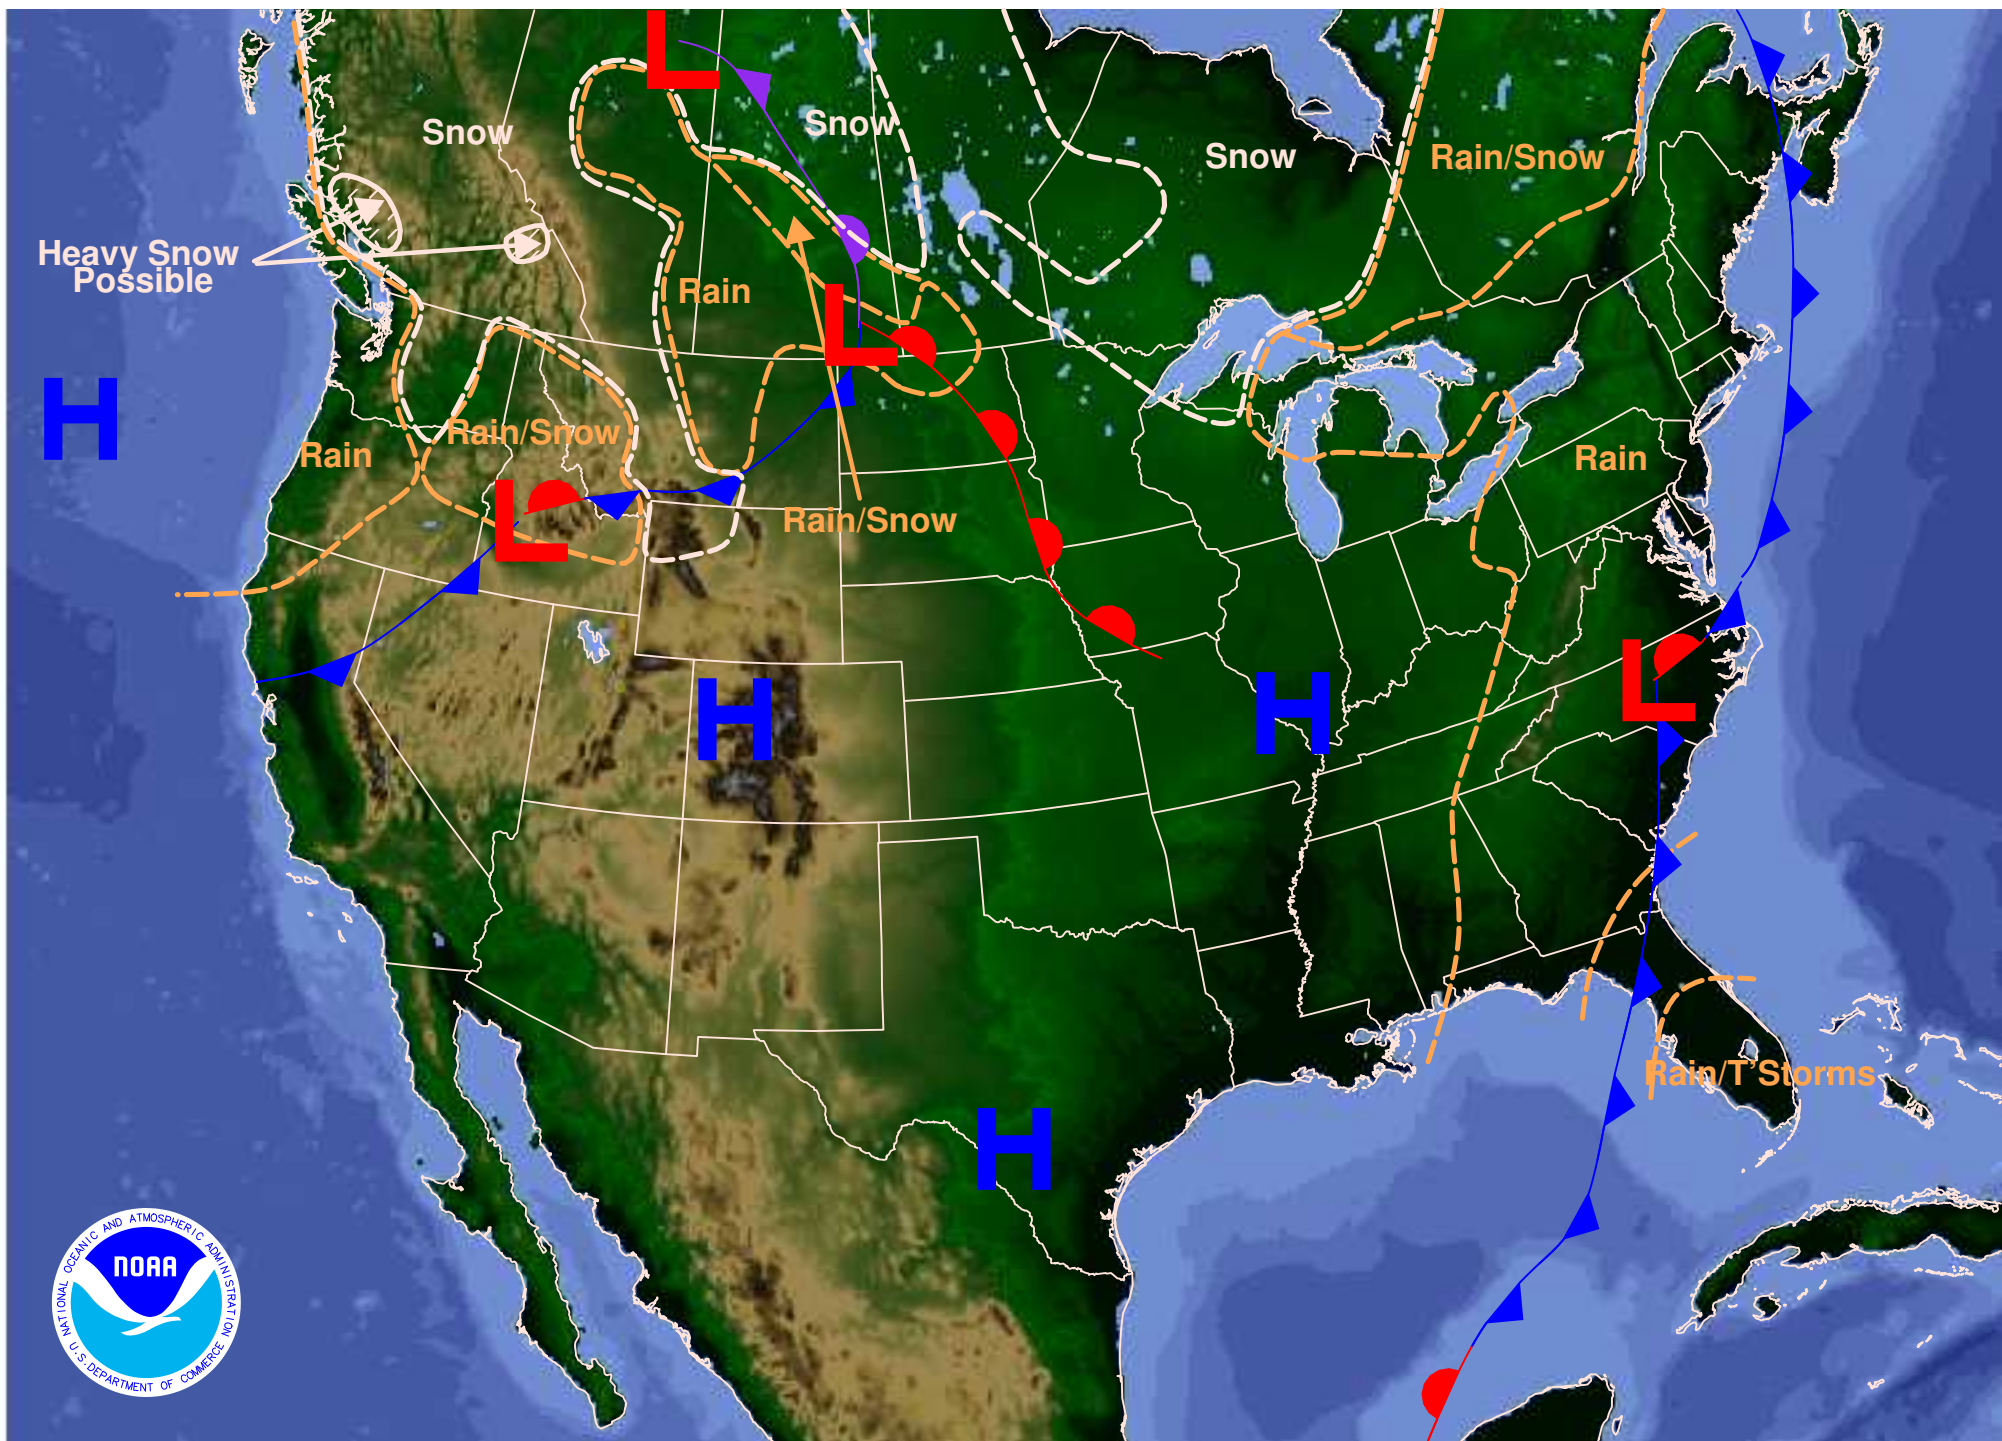 L
Snow
Snow
Snow
Rain/Snow
Heavy Snow
Possible
Rain
L
H
Rain/Snow
Rain
Rain
L
Rain/Snow
L
H
H
Rain/T'Storms
H
NATIONAL OCEANIC AND ATMOSPHERIC ADMINISTRATION
NOAA
U.S. DEPARTMENT OF COMMERCE